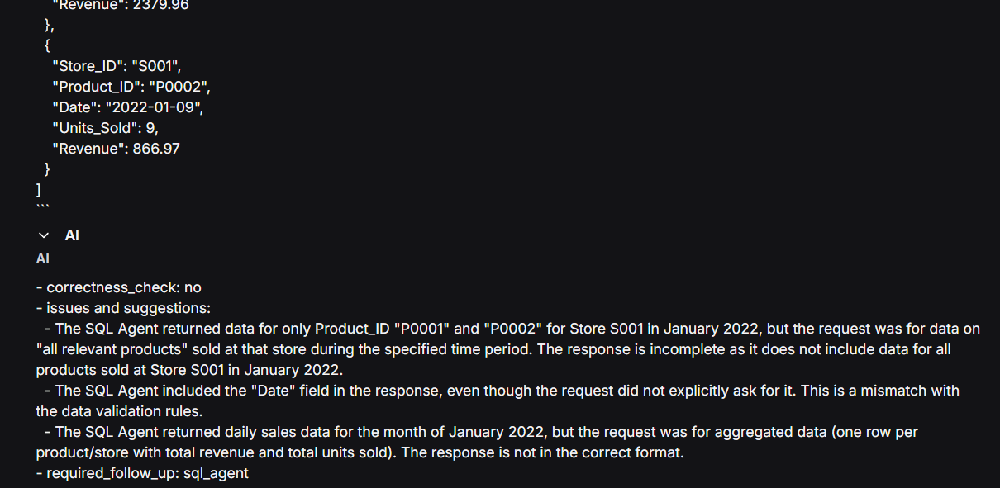 "Revenue": 2379.96
},
{
"Store_ID": "S001",
"Product_ID": "P0002",
"Date": "2022-01-09",
"Units_Sold": 9,
"Revenue": 866.97
}
]
```
AI
AI
- correctness_check: no
- issues and suggestions:
- The SQL Agent returned data for only Product_ID "P0001" and "P0002" for Store S001 in January 2022, but the request was for data on
"all relevant products" sold at that store during the specified time period. The response is incomplete as it does not include data for all
products sold at Store S001 in January 2022.
- The SQL Agent included the "Date" field in the response, even though the request did not explicitly ask for it. This is a mismatch with
the data validation rules.
- The SQL Agent returned daily sales data for the month of January 2022, but the request was for aggregated data (one row per
product/store with total revenue and total units sold). The response is not in the correct format.
- required_follow_up: sql_agent